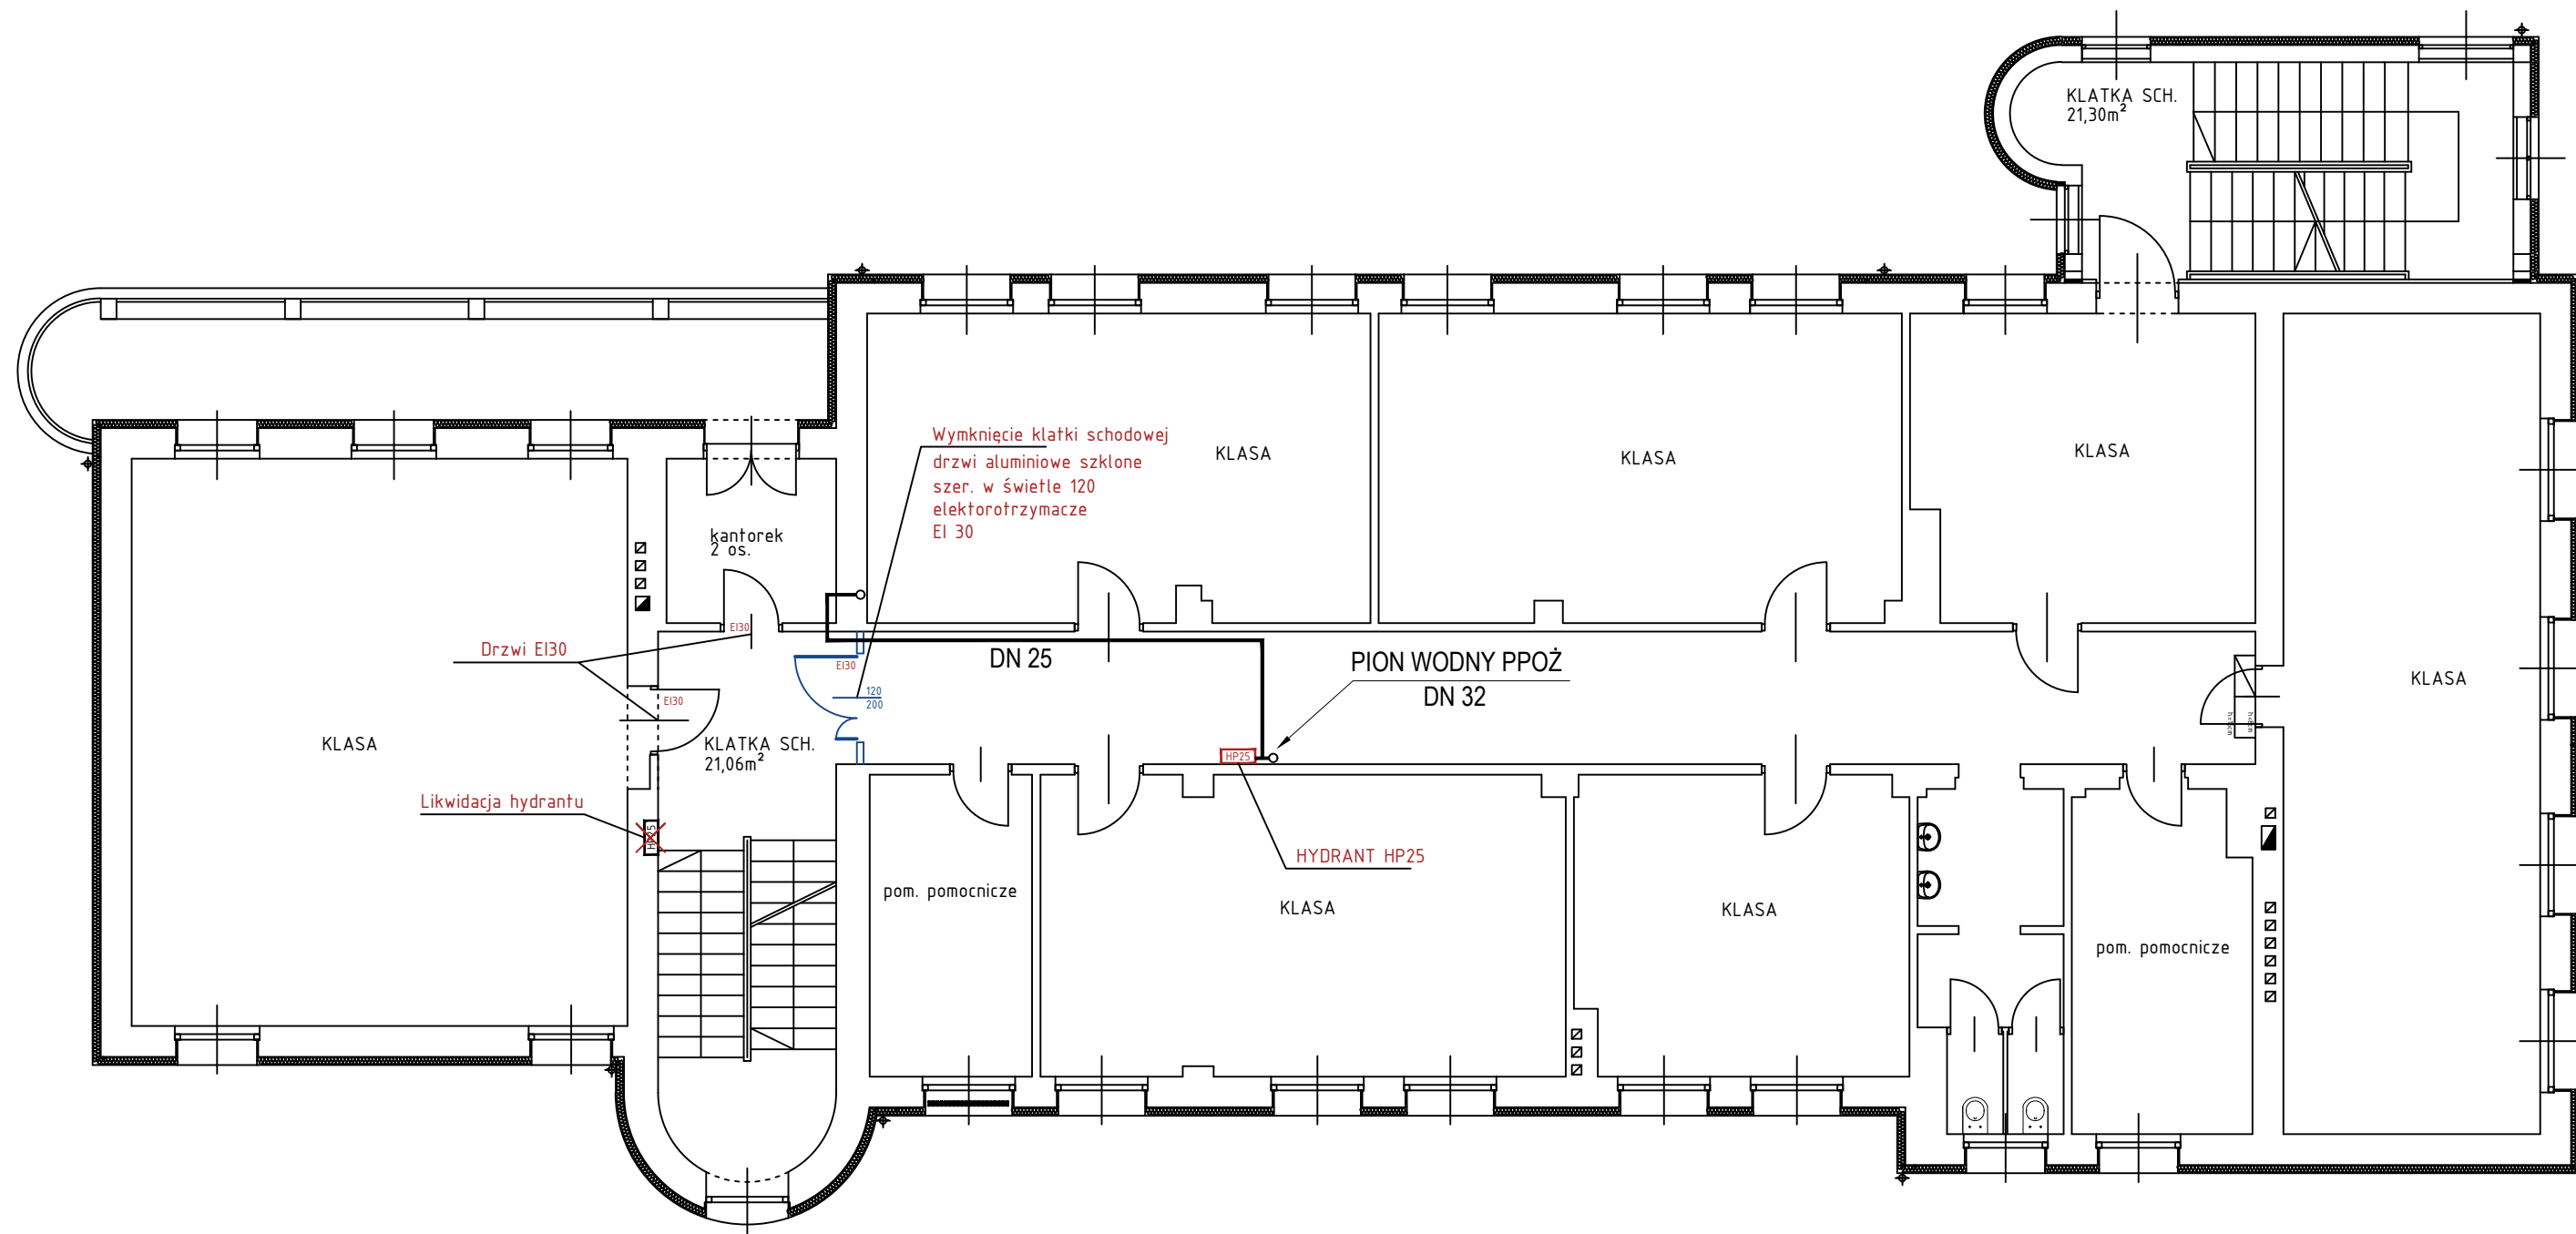 KLATKA SCH.
21,30m²
Wymknięcie klatki schodowej
drzwi aluminiowe szklone
szer. w świetle 120
elektorotrzymacze
EI 30
KLASA
KLASA
KLASA
kantorek
2 os.
EI30
Drzwi EI30
EI30
EI30
120
200
DN 25
PION WODNY PPOŻ
DN 32
KLASA
KLASA
KLATKA SCH.
21,06m²
HP25
Likwidacja hydrantu
HP25
HYDRANT HP25
pom. pomocnicze
KLASA
KLASA
pom. pomocnicze